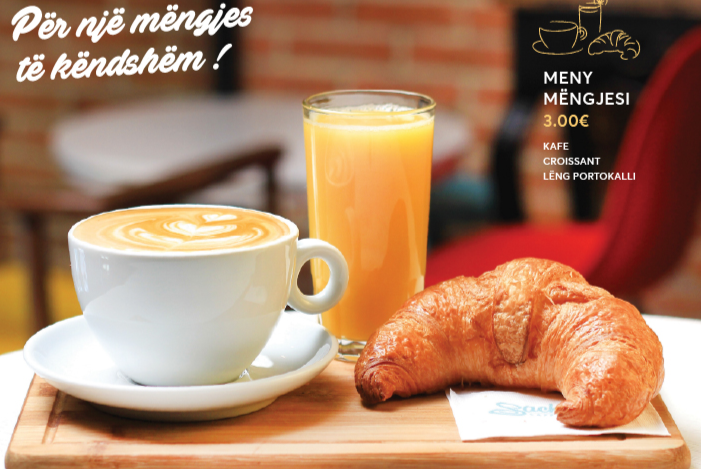 Për një mëngjes
të këndshëm !
MENY
MËNGJESI
3.00€
KAFE
CROISSANT
LËNG PORTOKALLI